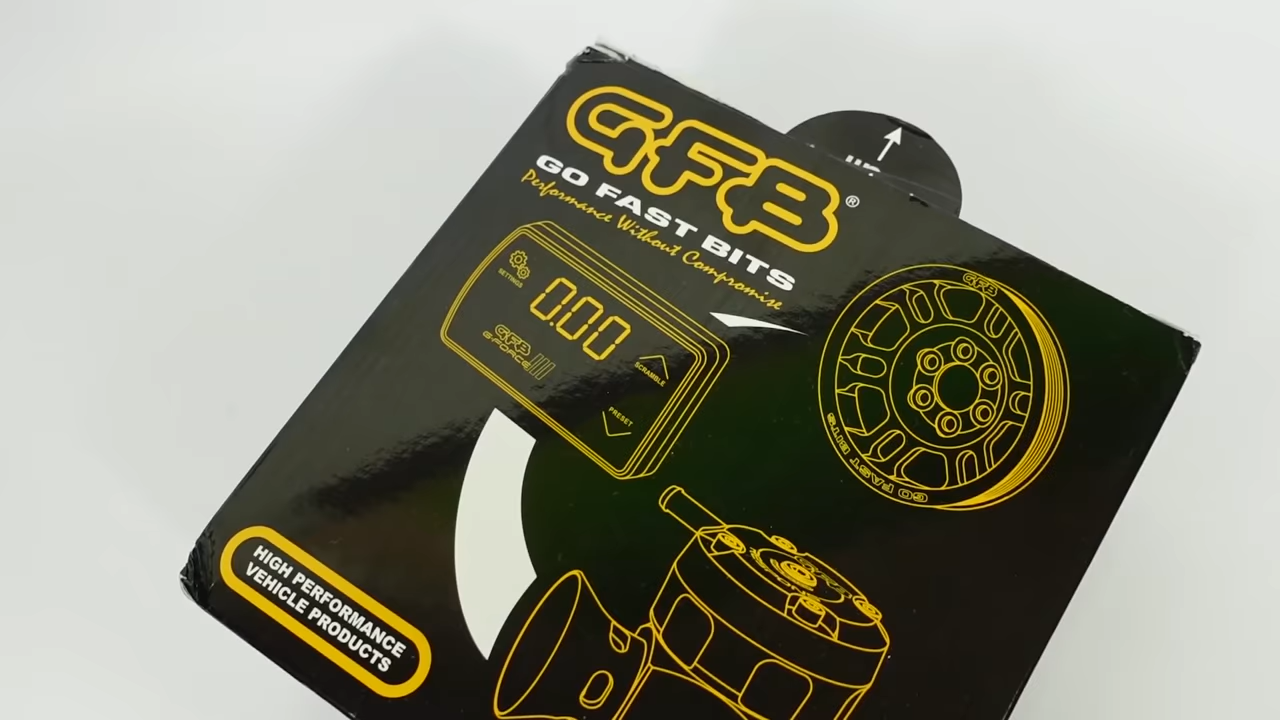 GFB®
GO FAST BITS
Performance Without Compromise
SETTINGS
0.00
GFB
G-FORCE III
SCRAMBLE
PRESET
GFB
GO FAST BITS
HIGH PERFORMANCE
VEHICLE PRODUCTS